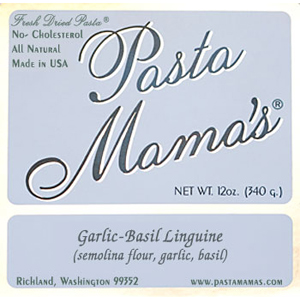 Fresh Dried Pasta®
No- Cholesterol
All Natural
Made in USA
Pasta
Mama's®
NET WT. 12oz. (340 g.)
Garlic-Basil Linguine
(semolina flour, garlic, basil)
Richland, Washington 99352
www.pastamamas.com